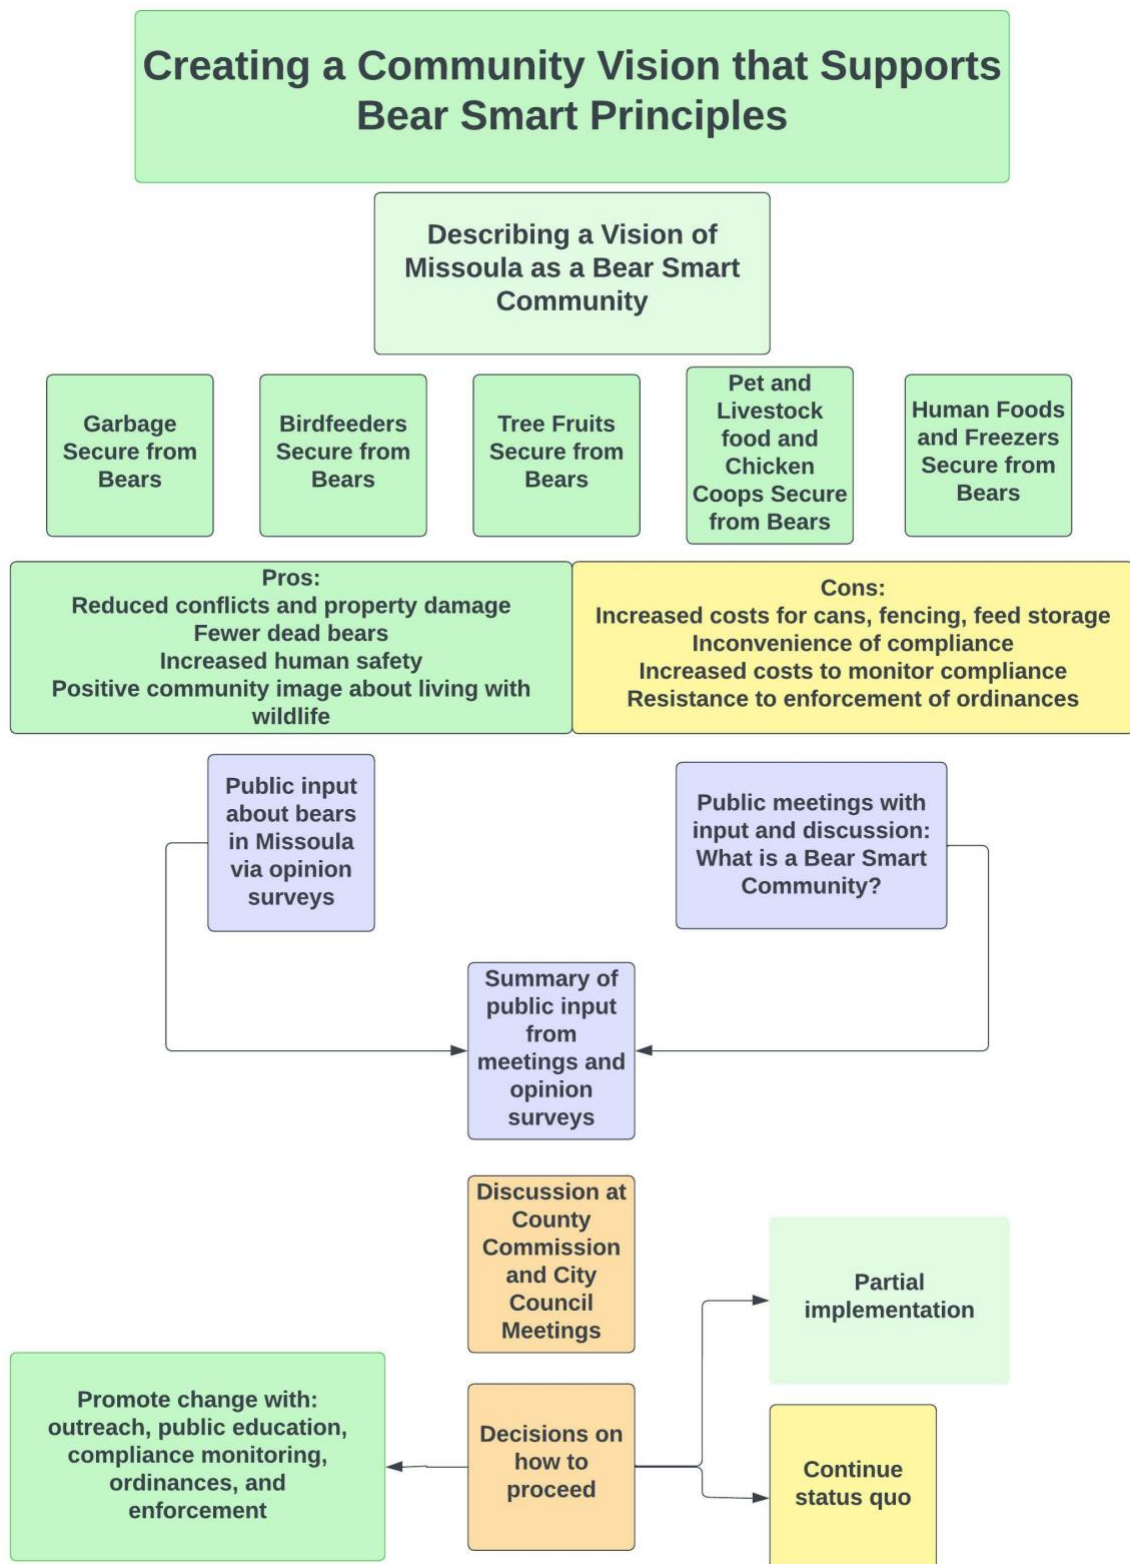 Creating a Community Vision that Supports
Bear Smart Principles
Describing a Vision of
Missoula as a Bear Smart
Community
Garbage
Secure from
Bears
Birdfeeders
Secure from
Bears
Tree Fruits
Secure from
Bears
Pet and
Livestock
food and
Chicken
Coops Secure
from Bears
Human Foods
and Freezers
Secure from
Bears
Pros:
Reduced conflicts and property damage
Fewer dead bears
Increased human safety
Positive community image about living with
wildlife
Cons:
Increased costs for cans, fencing, feed storage
Inconvenience of compliance
Increased costs to monitor compliance
Resistance to enforcement of ordinances
Public input
about bears
in Missoula
via opinion
surveys
Public meetings with
input and discussion:
What is a Bear Smart
Community?
Summary of
public input
from
meetings and
opinion
surveys
Discussion at
County
Commission
and City
Council
Meetings
Partial
implementation
Promote change with:
outreach, public education,
compliance monitoring,
ordinances, and
enforcement
Decisions on
how to
proceed
Continue
status quo